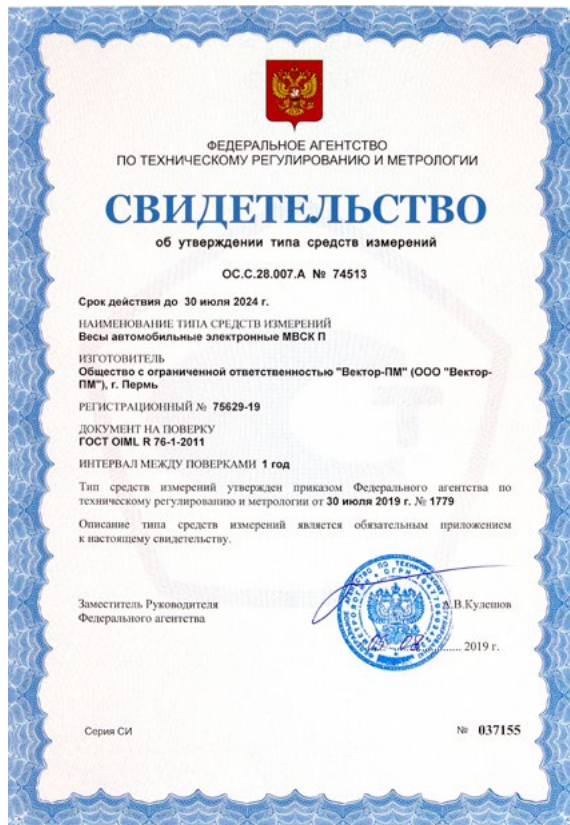 ФЕДЕРАЛЬНОЕ АГЕНТСТВО
ПО ТЕХНИЧЕСКОМУ РЕГУЛИРОВАНИЮ И МЕТРОЛОГИИ
СВИДЕТЕЛЬСТВО
об утверждении типа средств измерений
ОС.С.28.007.А № 74513
Срок действия до 30 июля 2024 г.
НАИМЕНОВАНИЕ ТИПА СРЕДСТВ ИЗМЕРЕНИЙ
Весы автомобильные электронные МВСК П
ИЗГОТОВИТЕЛЬ
Общество с ограниченной ответственностью "Вектор-ПМ" (ООО "Вектор-
ПМ"), г. Пермь
РЕГИСТРАЦИОННЫЙ № 75629-19
ДОКУМЕНТ НА ПОВЕРКУ
ГОСТ OIML R 76-1-2011
ИНТЕРВАЛ МЕЖДУ ПОВЕРКАМИ 1 год
Тип средств измерений утвержден приказом Федерального агентства по
техническому регулированию и метрологии от 30 июля 2019 г. № 1779
Описание типа средств измерений является обязательным приложением
к настоящему свидетельству.
Заместитель Руководителя
Федерального агентства
А.В.Кулешов
2019 г.
Серия СИ
№ 037155